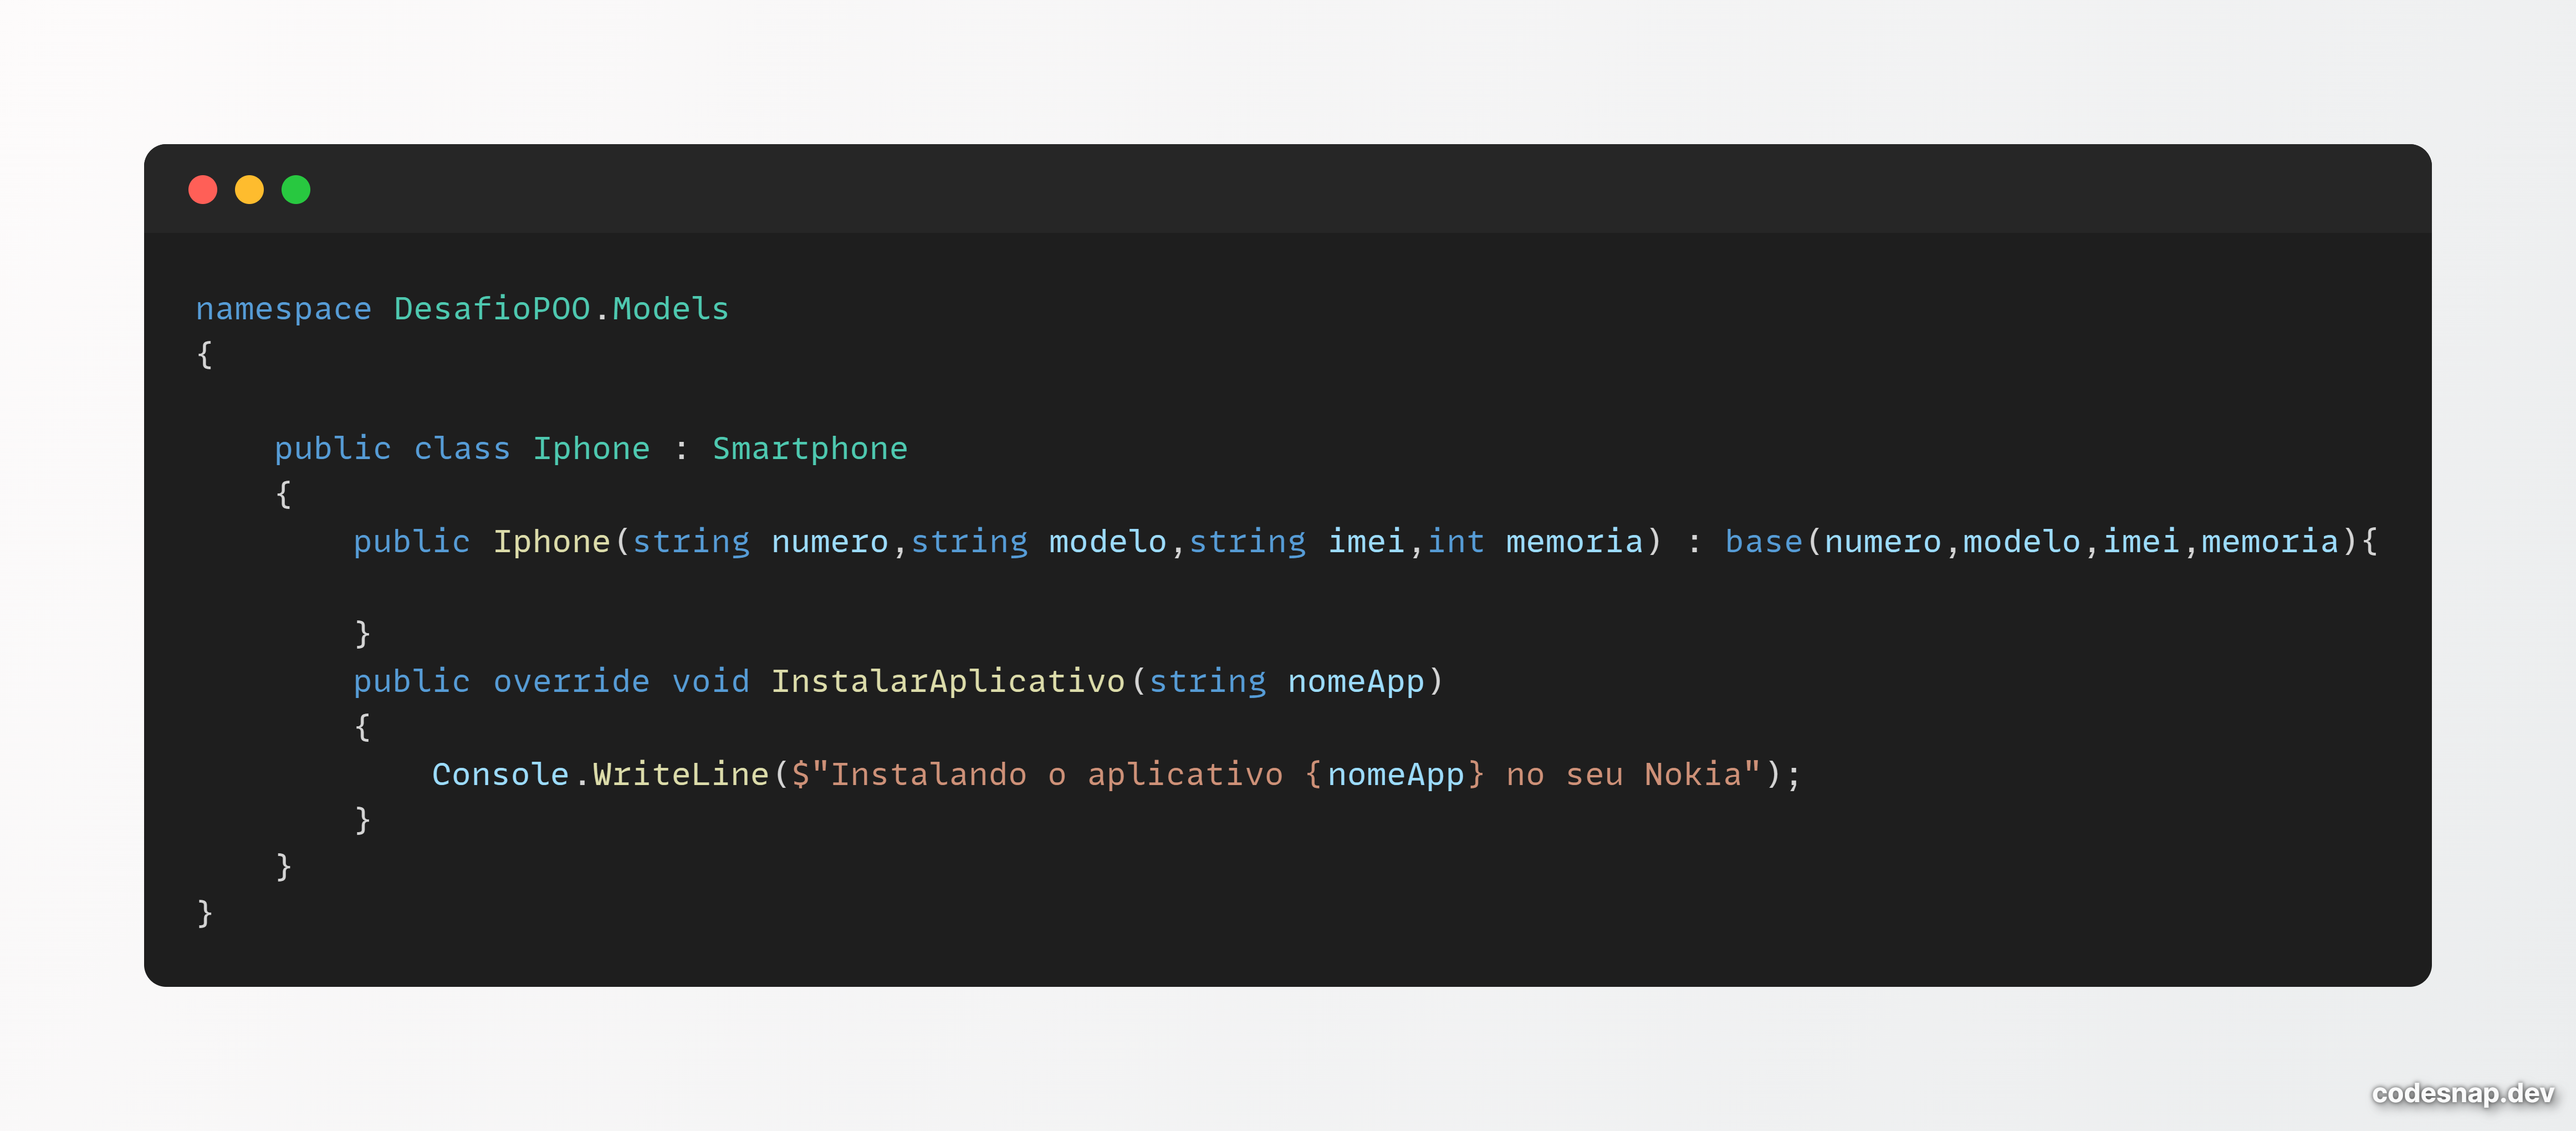 namespace DesafioPOO.Models
{
    public class Iphone : Smartphone
    {
        public Iphone(string numero,string modelo,string imei,int memoria) : base(numero,modelo,imei,memoria){
        }
        public override void InstalarAplicativo(string nomeApp)
        {
            Console.WriteLine($"Instalando o aplicativo {nomeApp} no seu Nokia");
        }
    }
}
codesnap.dev